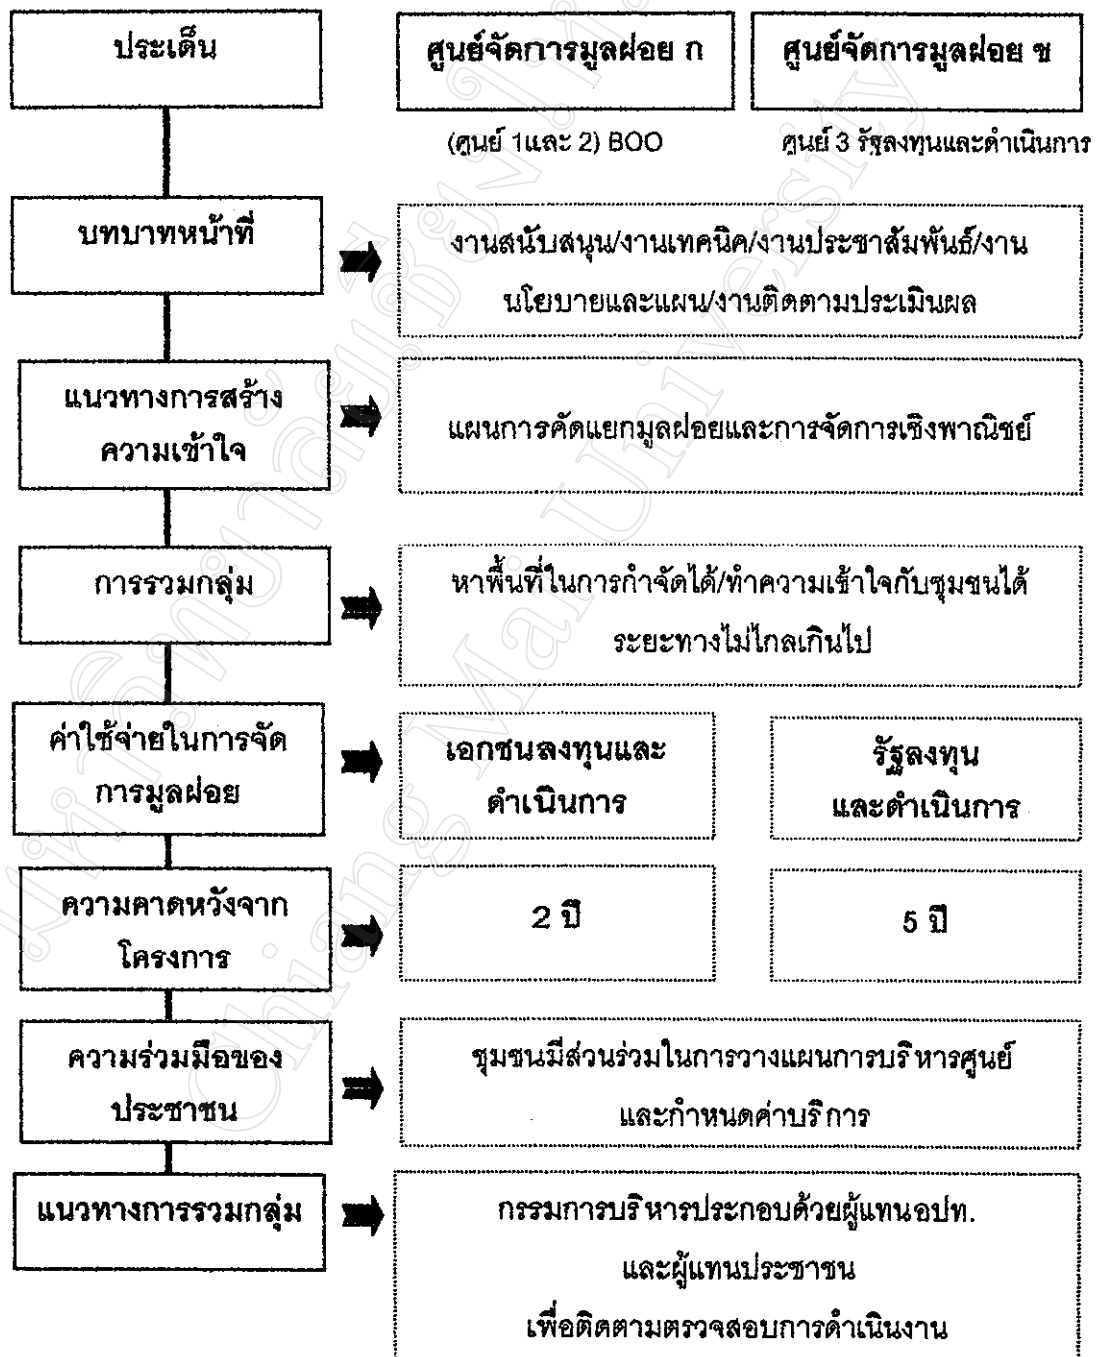 ประเด็น
ศูนย์จัดการมูลฝอย ก
ศูนย์จัดการมูลฝอย ข
(ศูนย์ 1และ 2) BOO
ศูนย์ 3 รัฐลงทุนและดำเนินการ
บทบาทหน้าที่
งานสนับสนุน/งานเทคนิค/งานประชาสัมพันธ์/งาน
นโยบายและแผน/งานติดตามประเมินผล
แนวทางการสร้าง
ความเข้าใจ
แผนการคัดแยกมูลฝอยและการจัดการเชิงพาณิชย์
การรวมกลุ่ม
หาพื้นที่ในการกำจัดได้/ทำความเข้าใจกับชุมชนได้
ระยะทางไม่ไกลเกินไป
ค่าใช้จ่ายในการจัด
การมูลฝอย
เอกชนลงทุนและ
ดำเนินการ
รัฐลงทุน
และดำเนินการ
ความคาดหวังจาก
โครงการ
2 ปี
5 ปี
ความร่วมมือของ
ประชาชน
ชุมชนมีส่วนร่วมในการวางแผนการบริหารศูนย์
และกำหนดค่าบริการ
แนวทางการรวมกลุ่ม
กรรมการบริหารประกอบด้วยผู้แทนอปท.
และผู้แทนประชาชน
เพื่อติดตามตรวจสอบการดำเนินงาน
Chiang Mai University